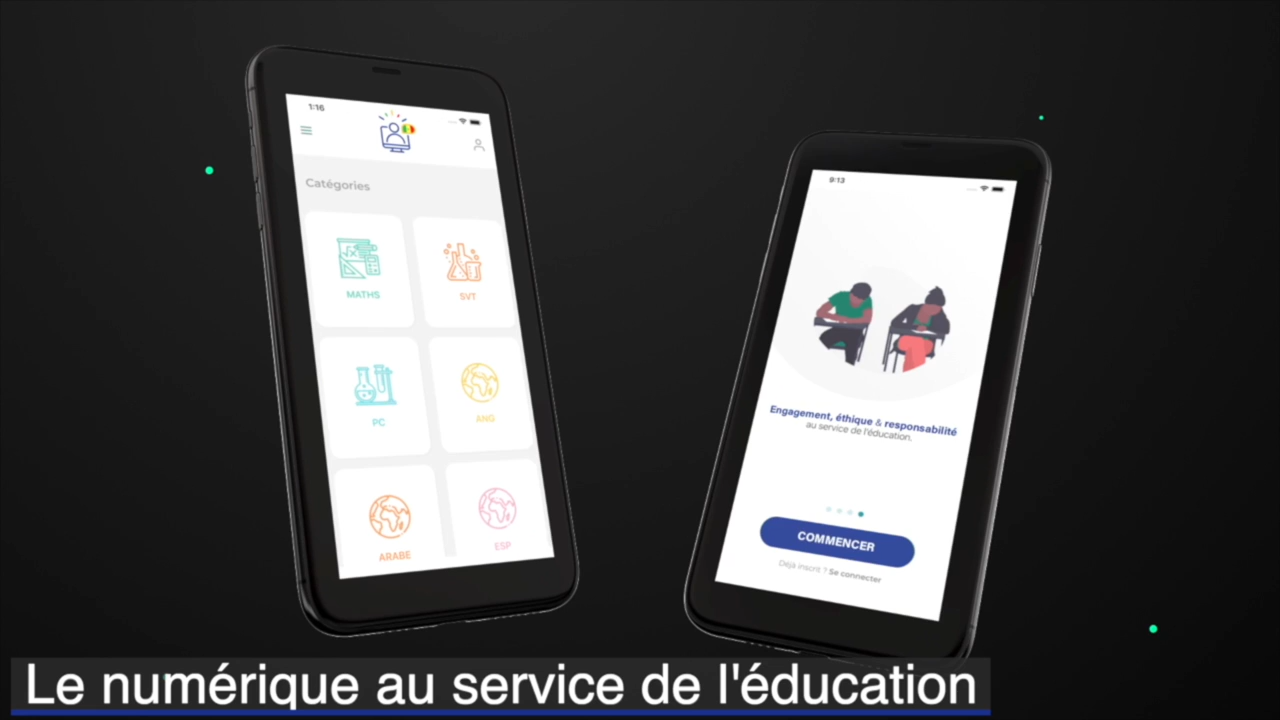 1:16
Catégories
MATHS
SVT
PC
ANG
ARABE
ESP
9:13
Engagement, éthique & responsabilité
au service de l'éducation.
COMMENCER
Déjà inscrit ? Se connecter
Le numérique au service de l'éducation